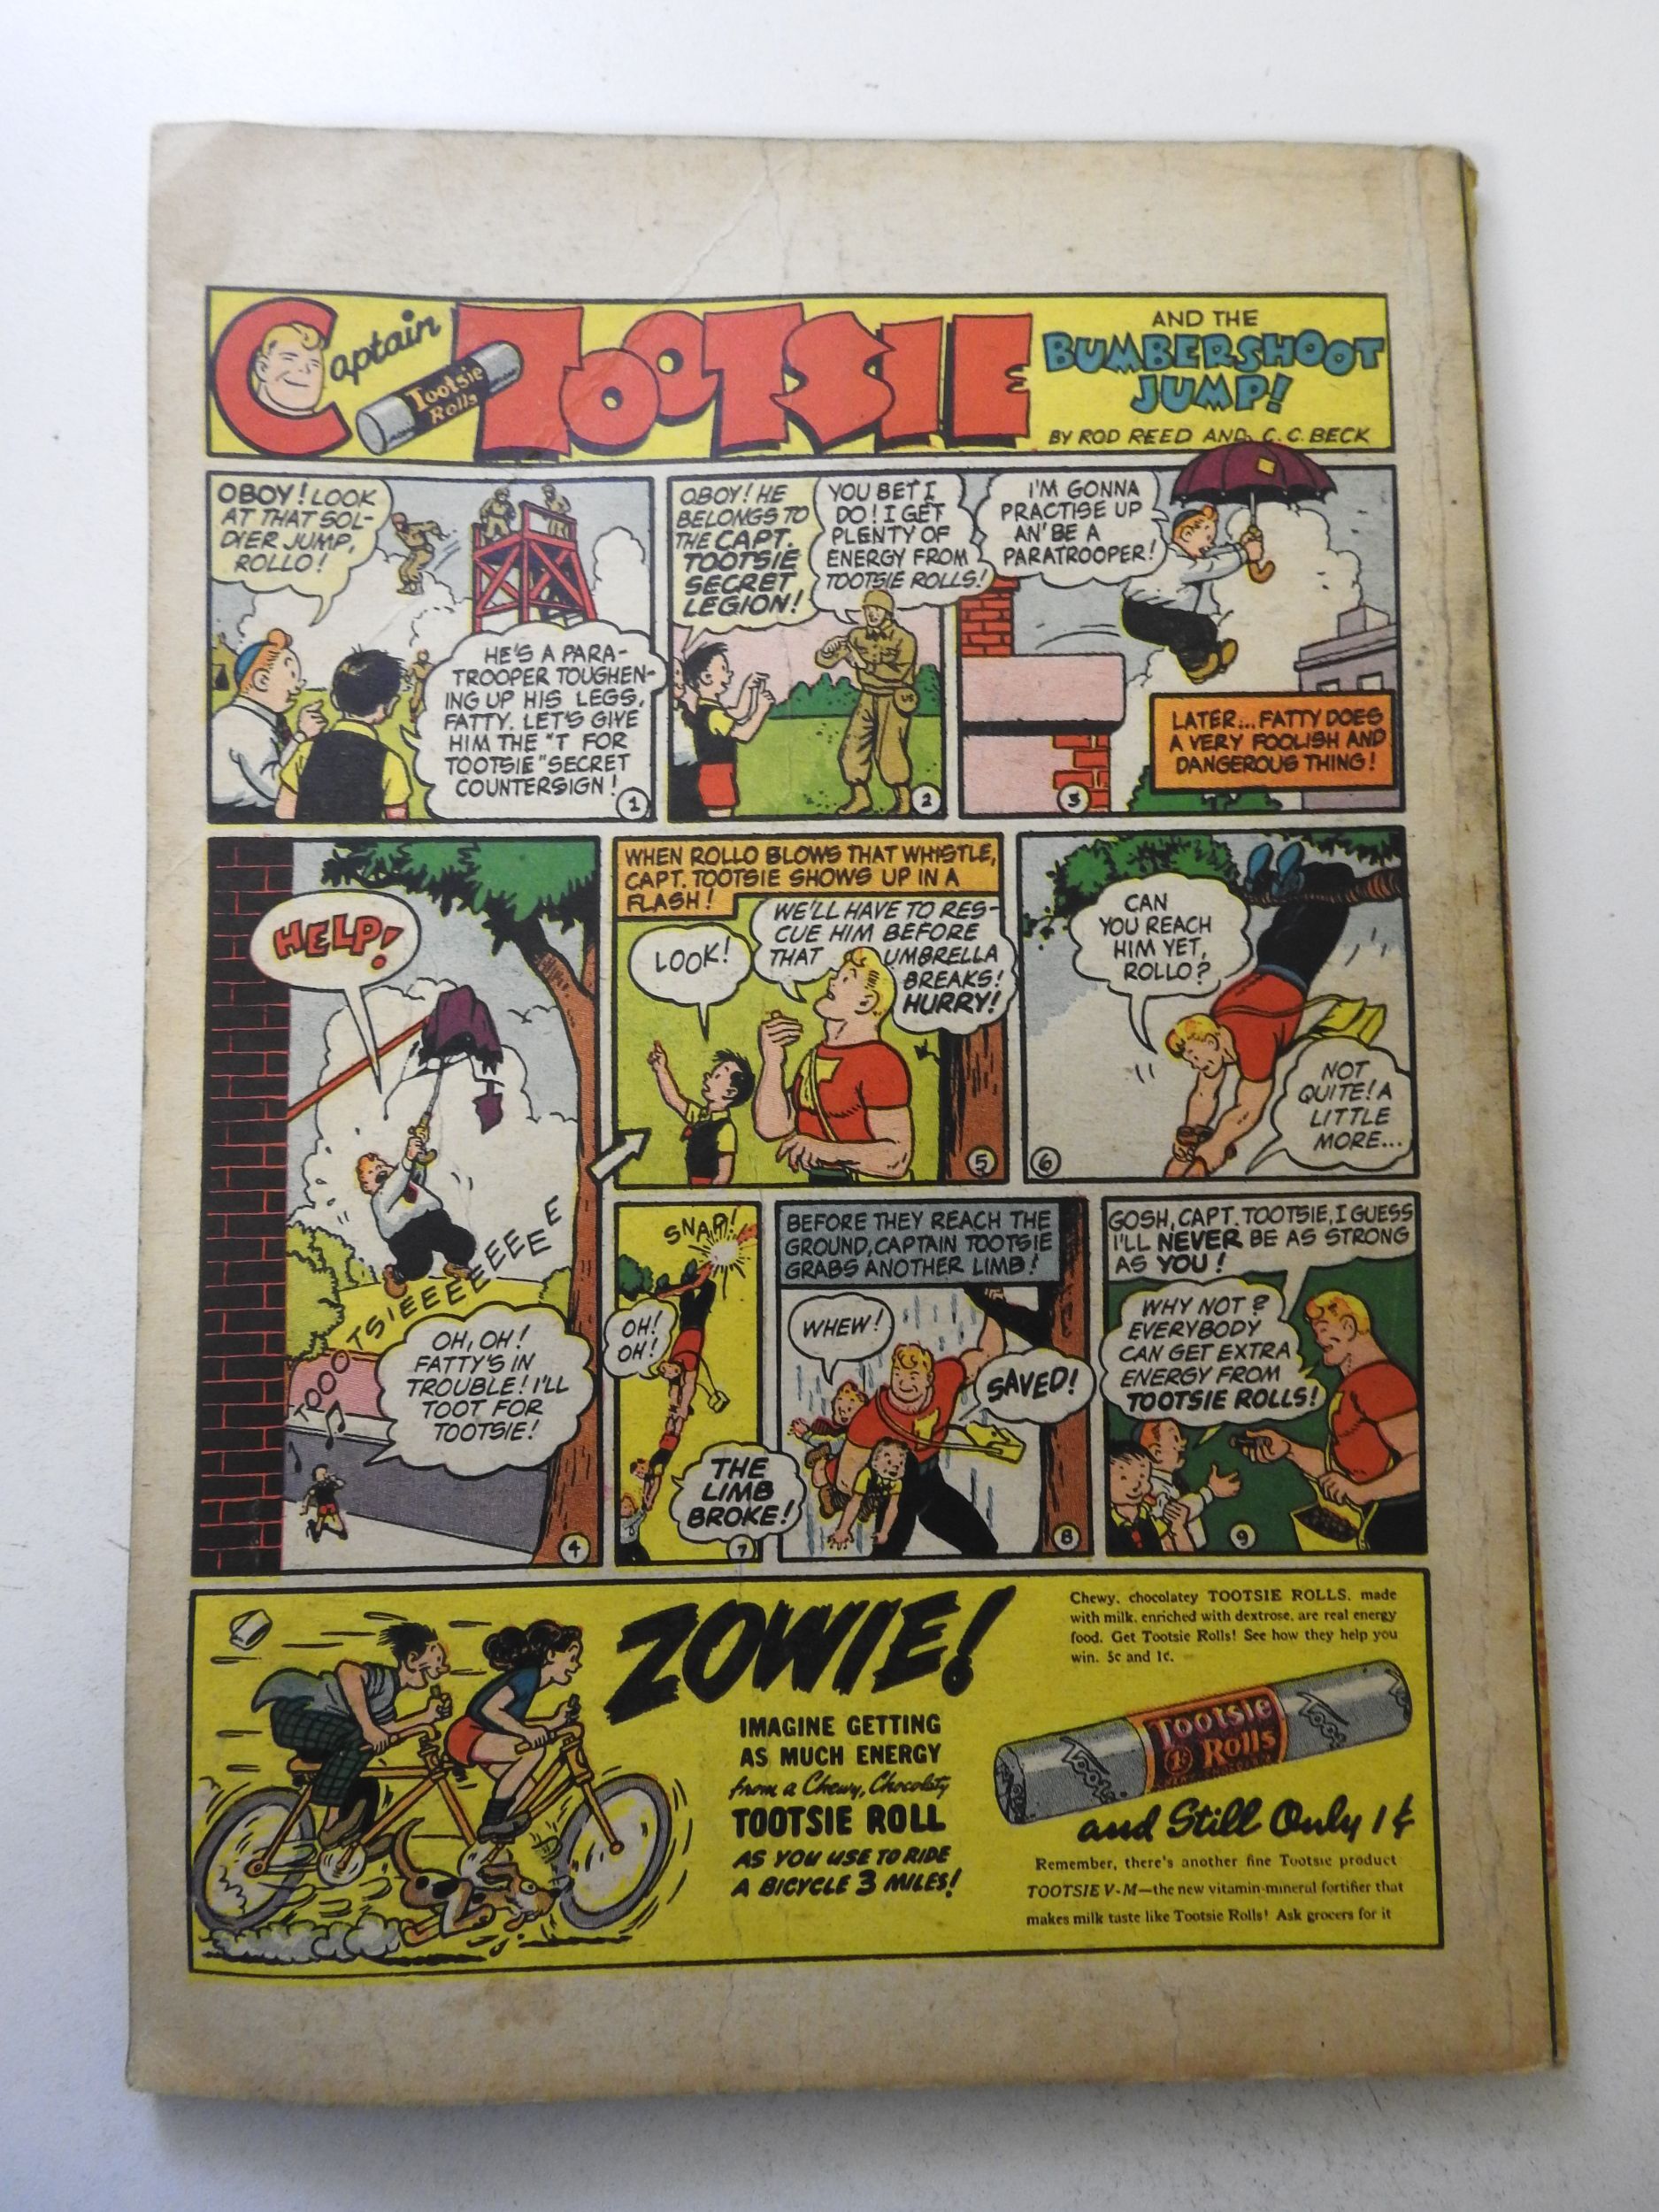 Captain TOOTSIE
Tootsie
Rolls
AND THE
BUMBERSHOOT
JUMP!
BY ROD REED AND C. C. BECK
OBOY! LOOK
AT THAT SOL-
DIER JUMP,
ROLLO!
HE'S A PARA-
TROOPER TOUGHEN-
ING UP HIS LEGS,
FATTY. LET'S GIVE
HIM THE "T FOR
TOOTSIE" SECRET
COUNTERSIGN!
1
OBOY! HE
BELONGS TO
THE CAPT.
TOOTSIE
SECRET
LEGION!
YOU BET I
DO! I GET
PLENTY OF
ENERGY FROM
TOOTSIE ROLLS!
US
2
I'M GONNA
PRACTISE UP
AN' BE A
PARATROOPER!
LATER... FATTY DOES
A VERY FOOLISH AND
DANGEROUS THING!
3
HELP!
TOOOTSIEEEEEEEEE
OH, OH!
FATTY'S IN
TROUBLE! I'LL
TOOT FOR
TOOTSIE!
4
WHEN ROLLO BLOWS THAT WHISTLE,
CAPT. TOOTSIE SHOWS UP IN A
FLASH!
LOOK!
WE'LL HAVE TO RES-
CUE HIM BEFORE
THAT UMBRELLA
BREAKS!
HURRY!
5
CAN
YOU REACH
HIM YET,
ROLLO?
NOT
QUITE! A
LITTLE
MORE...
6
SNAP!
OH!
OH!
THE
LIMB
BROKE!
7
BEFORE THEY REACH THE
GROUND, CAPTAIN TOOTSIE
GRABS ANOTHER LIMB!
WHEW!
SAVED!
8
GOSH, CAPT. TOOTSIE, I GUESS
I'LL NEVER BE AS STRONG
AS YOU!
WHY NOT?
EVERYBODY
CAN GET EXTRA
ENERGY FROM
TOOTSIE ROLLS!
9
ZOWIE!
IMAGINE GETTING
AS MUCH ENERGY
from a Chewy, Chocolaty
TOOTSIE ROLL
AS YOU USE TO RIDE
A BICYCLE 3 MILES!
Chewy, chocolatey TOOTSIE ROLLS, made
with milk, enriched with dextrose, are real energy
food. Get Tootsie Rolls! See how they help you
win. 5c and 1c.
Tootsie
1¢ Rolls
and Still Only 1¢
Remember, there's another fine Tootsie product
TOOTSIE V-M—the new vitamin-mineral fortifier that
makes milk taste like Tootsie Rolls! Ask grocers for it